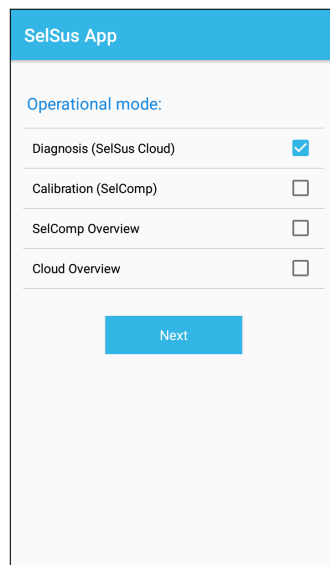 SelSus App
Operational mode:
Diagnosis (SelSus Cloud)
Calibration (SelComp)
SelComp Overview
Cloud Overview
Next